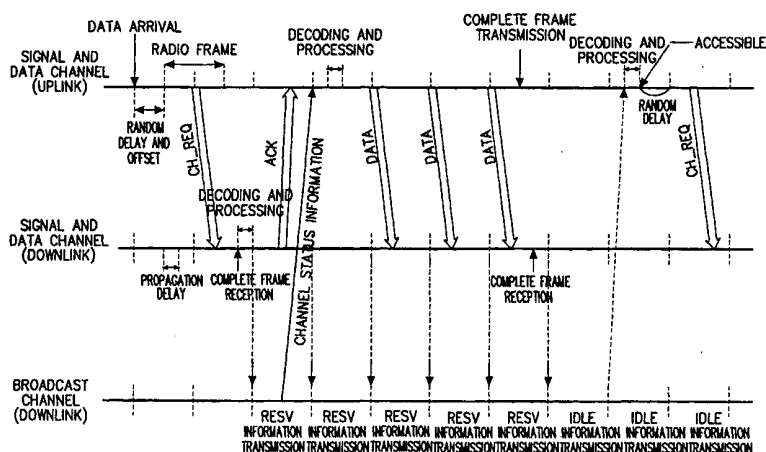 DATA ARRIVAL
COMPLETE FRAME
TRANSMISSION
SIGNAL AND
DATA CHANNEL
(UPLINK)
RADIO FRAME
DECODING AND
PROCESSING
DECODING AND
PROCESSING
ACCESSIBLE
RANDOM
DELAY AND
OFFSET
CH_REQ
ACK
CHANNEL STATUS INFORMATION
DATA
DATA
DATA
RANDOM
DELAY
CH_REQ
DECODING AND
PROCESSING
SIGNAL AND
DATA CHANNEL
(DOWNLINK)
PROPAGATION
DELAY
COMPLETE FRAME
RECEPTION
COMPLETE FRAME
RECEPTION
BROADCAST
CHANNEL
(DOWNLINK)
RESV
INFORMATION
TRANSMISSION
RESV
INFORMATION
TRANSMISSION
RESV
INFORMATION
TRANSMISSION
RESV
INFORMATION
TRANSMISSION
RESV
INFORMATION
TRANSMISSION
IDLE
INFORMATION
TRANSMISSION
IDLE
INFORMATION
TRANSMISSION
IDLE
INFORMATION
TRANSMISSION